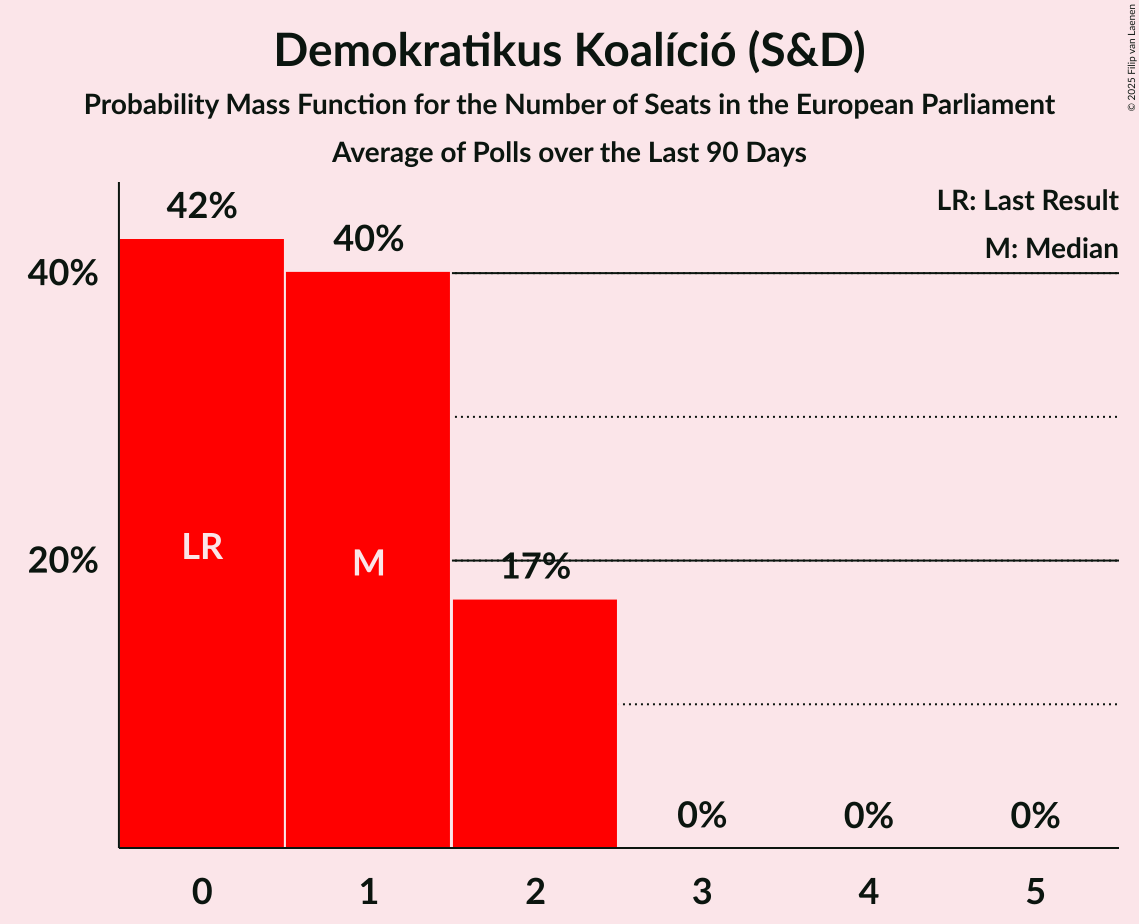 Demokratikus Koalíció (S&D)
Probability Mass Function for the Number of Seats in the European Parliament
Average of Polls over the Last 90 Days
© 2025 Filip van Laenen
LR: Last Result
M: Median
42%
40%
40%
LR
M
20%
17%
0%
0%
0%
0
1
2
3
4
5